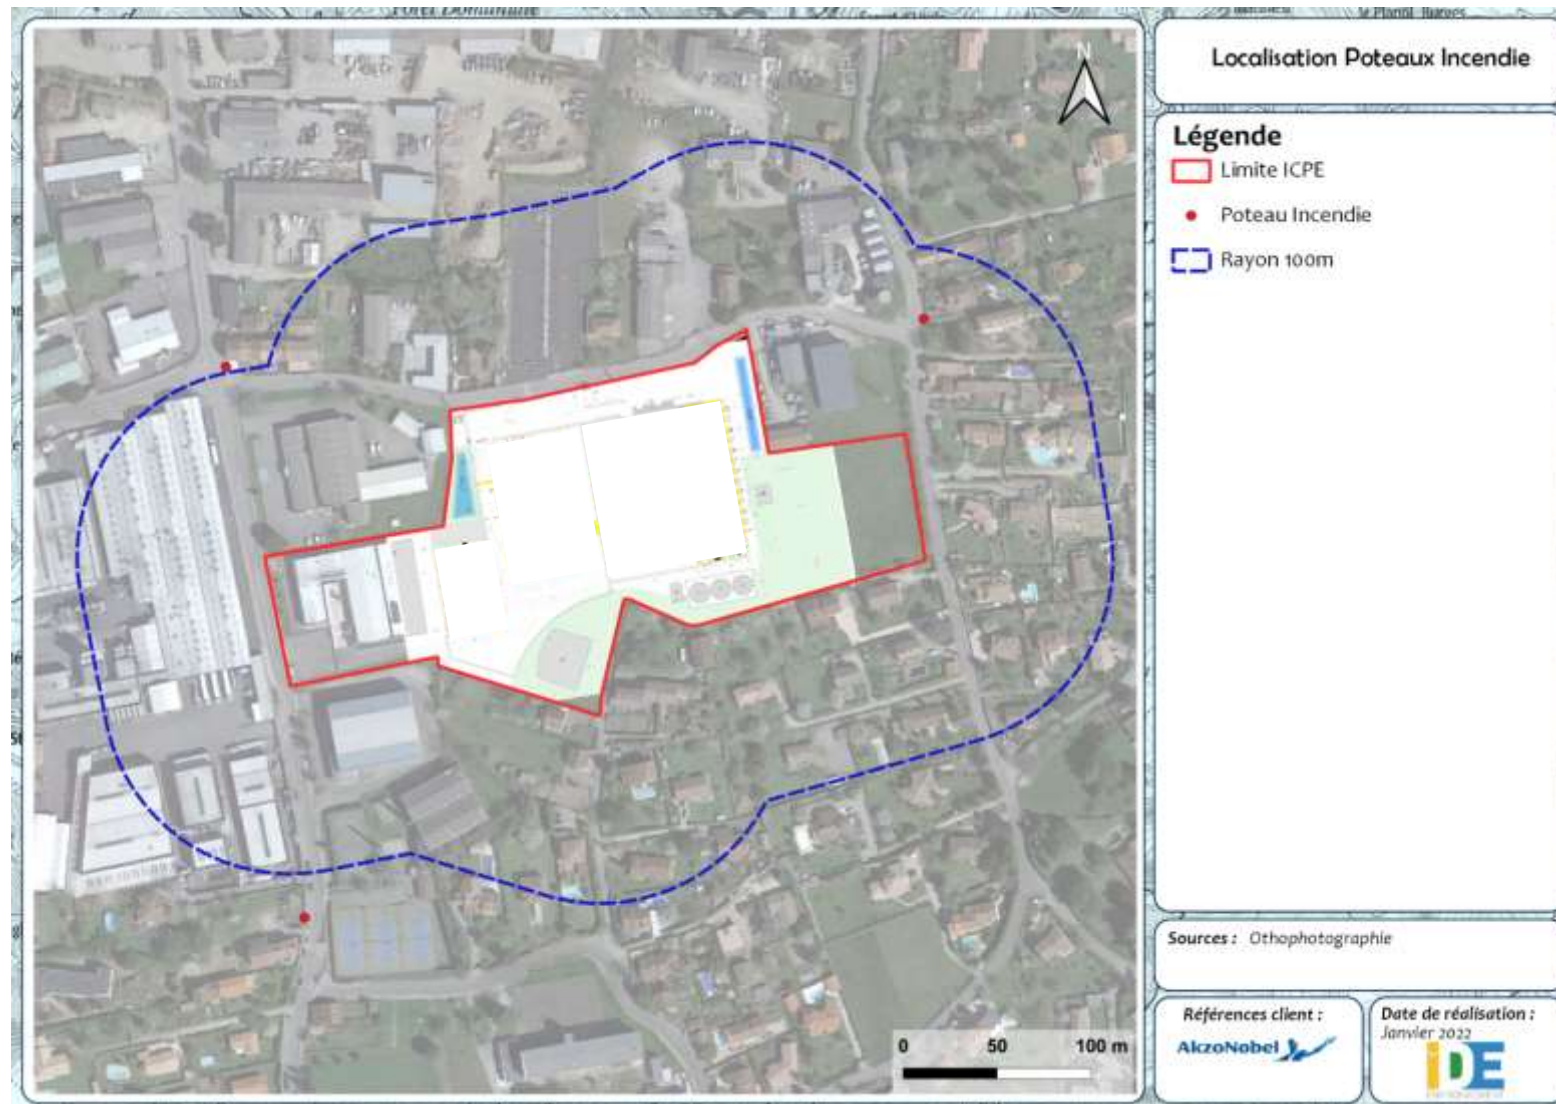 Localisation Poteaux Incendie
N
Légende
Limite ICPE
Poteau Incendie
Rayon 100m
Sources : Othophotographie
Références client :
AkzoNobel
Date de réalisation :
Janvier 2022
iDE
0 50 100 m